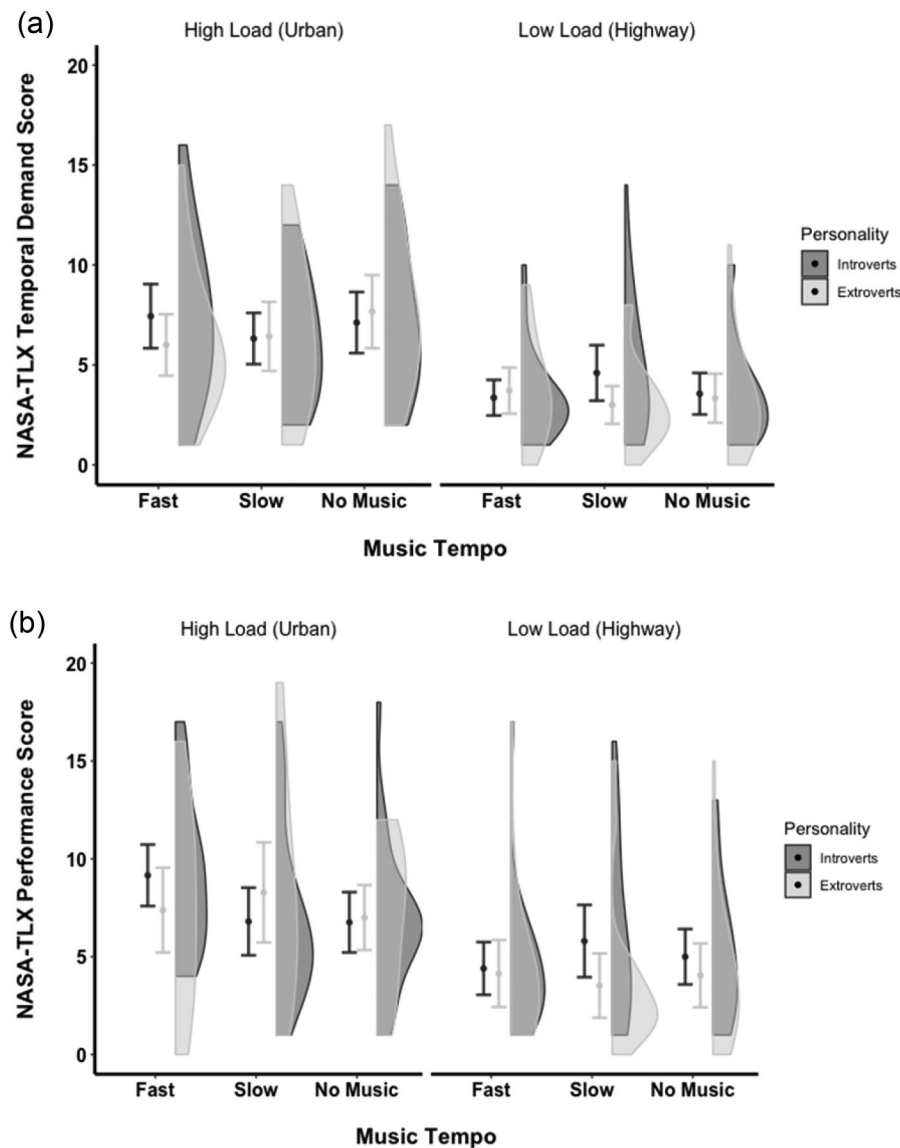 (a)
High Load (Urban)
Low Load (Highway)
20
15
10
5
0
NASA-TLX Temporal Demand Score
Fast
Slow
No Music
Fast
Slow
No Music
Music Tempo
Personality
Introverts
Extroverts
(b)
High Load (Urban)
Low Load (Highway)
20
15
10
5
0
NASA-TLX Performance Score
Fast
Slow
No Music
Fast
Slow
No Music
Music Tempo
Personality
Introverts
Extroverts